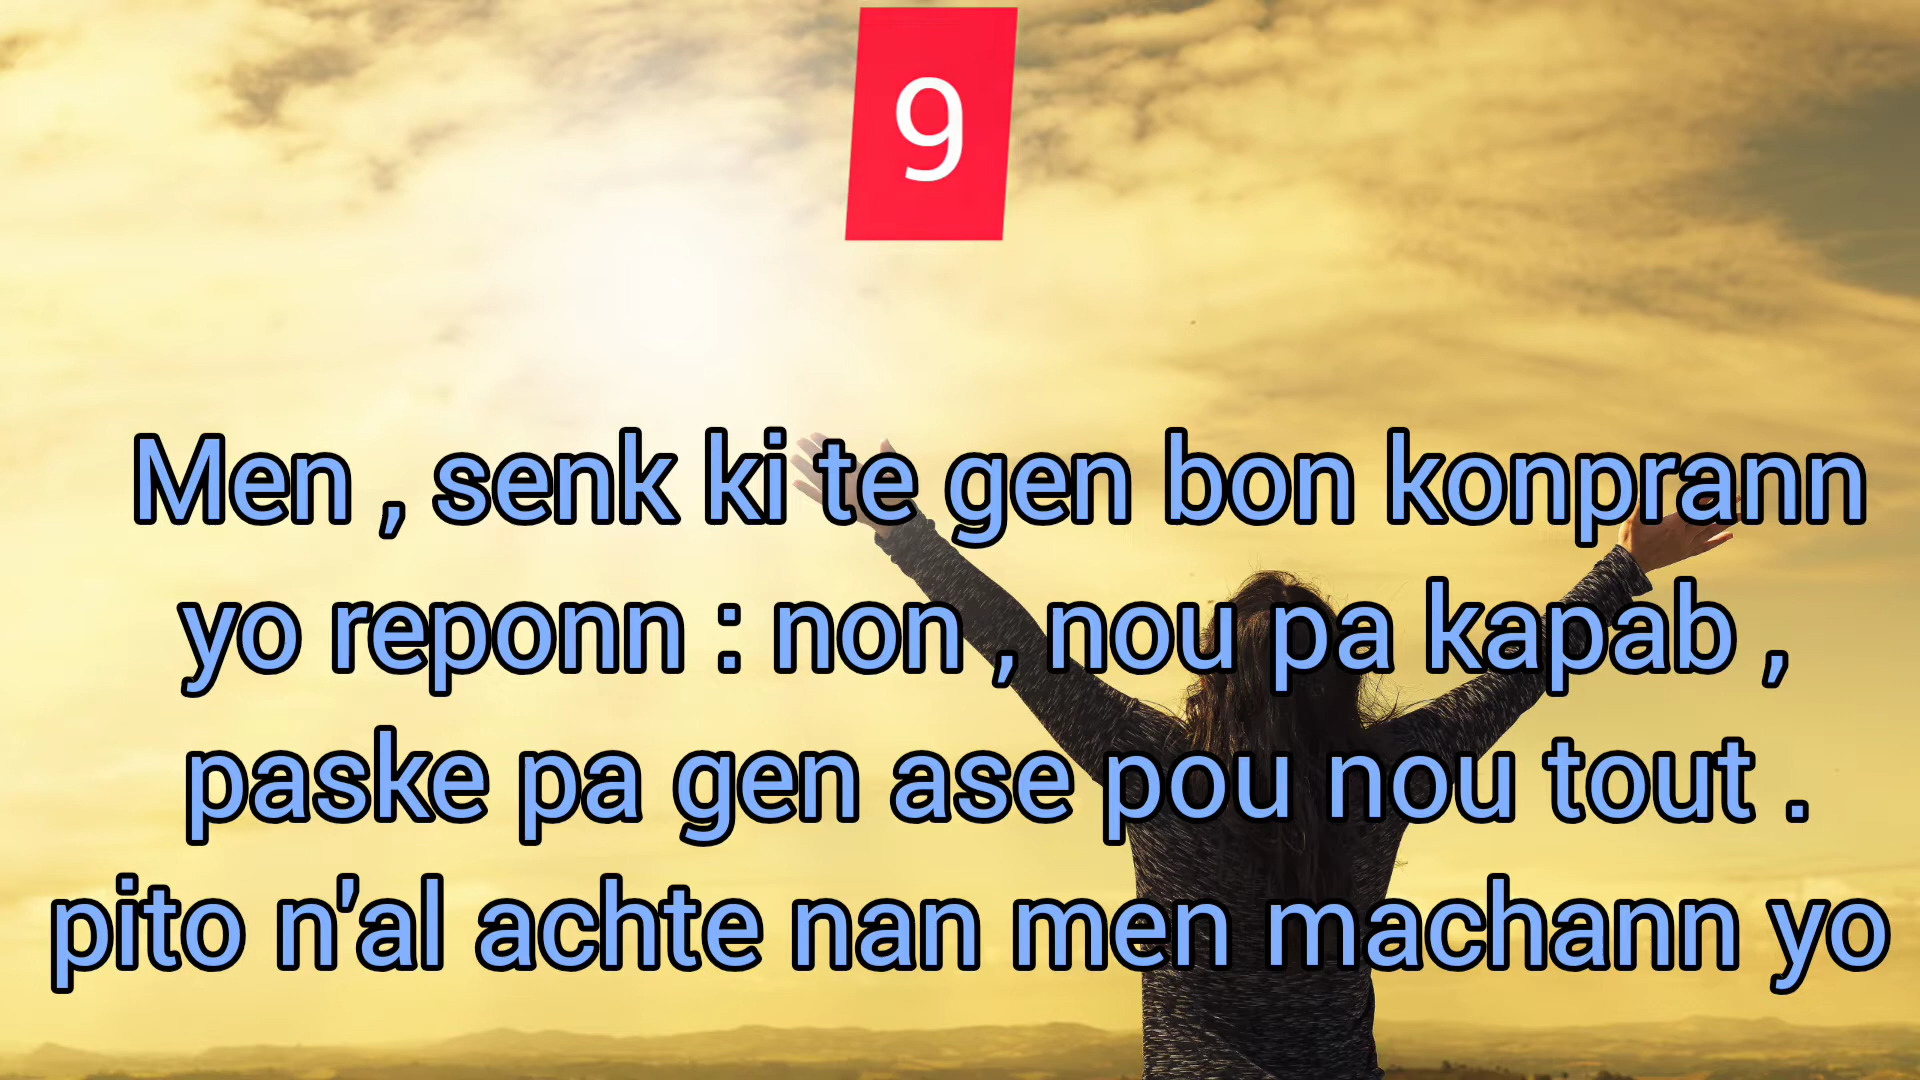 9
Men , senk ki te gen bon konprann
yo reponn : non , nou pa kapab ,
paske pa gen ase pou nou tout .
pito n'al achte nan men machann yo